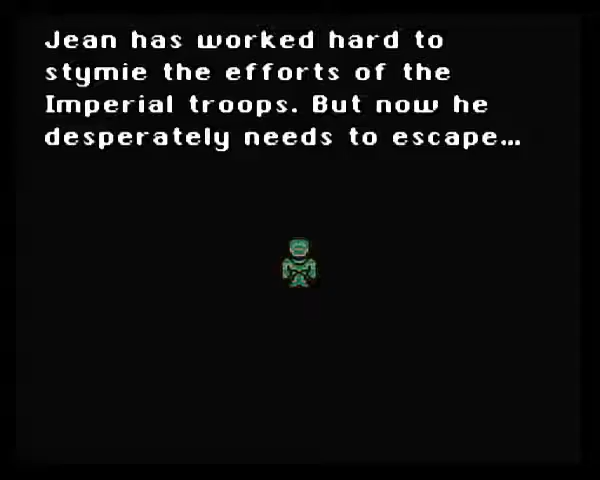 Jean has worked hard to
stymie the efforts of the
Imperial troops. But now he
desperately needs to escape…